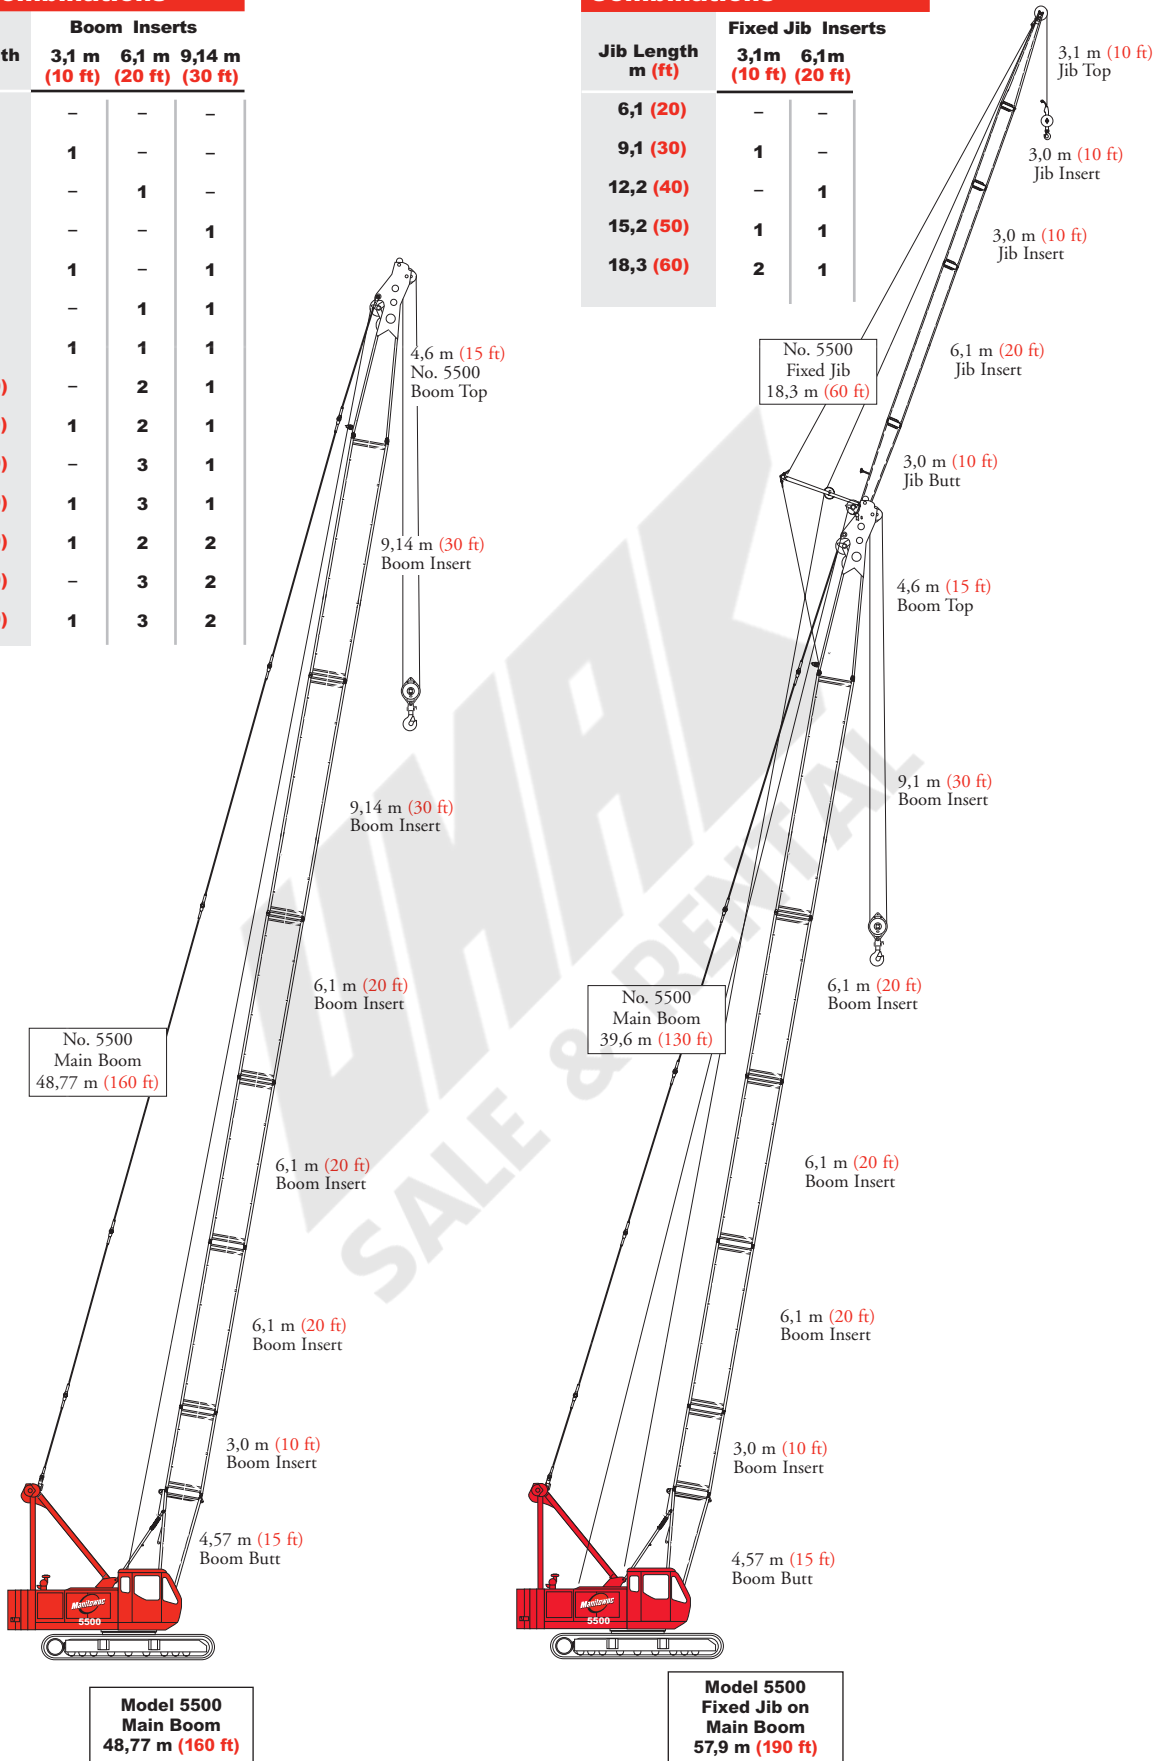 Boom Inserts
3,1 m 6,1 m 9,14 m
(10 ft) (20 ft) (30 ft)
– – –
1 – –
– 1 –
– – 1
1 – 1
– 1 1
1 1 1
– 2 1
1 2 1
– 3 1
1 3 1
1 2 2
– 3 2
1 3 2
Fixed Jib Inserts
Jib Length 3,1m 6,1m
m (ft) (10 ft) (20 ft)
6,1 (20) – –
9,1 (30) 1 –
12,2 (40) – 1
15,2 (50) 1 1
18,3 (60) 2 1
3,1 m (10 ft)
Jib Top
3,0 m (10 ft)
Jib Insert
3,0 m (10 ft)
Jib Insert
6,1 m (20 ft)
Jib Insert
No. 5500
Fixed Jib
18,3 m (60 ft)
3,0 m (10 ft)
Jib Butt
4,6 m (15 ft)
No. 5500
Boom Top
9,14 m (30 ft)
Boom Insert
9,14 m (30 ft)
Boom Insert
6,1 m (20 ft)
Boom Insert
No. 5500
Main Boom
48,77 m (160 ft)
6,1 m (20 ft)
Boom Insert
6,1 m (20 ft)
Boom Insert
3,0 m (10 ft)
Boom Insert
4,57 m (15 ft)
Boom Butt
Manitowoc
5500
Model 5500
Main Boom
48,77 m (160 ft)
4,6 m (15 ft)
Boom Top
9,1 m (30 ft)
Boom Insert
6,1 m (20 ft)
Boom Insert
No. 5500
Main Boom
39,6 m (130 ft)
6,1 m (20 ft)
Boom Insert
6,1 m (20 ft)
Boom Insert
3,0 m (10 ft)
Boom Insert
4,57 m (15 ft)
Boom Butt
Manitowoc
5500
Model 5500
Fixed Jib on
Main Boom
57,9 m (190 ft)
UMAK
SALE & RENTAL